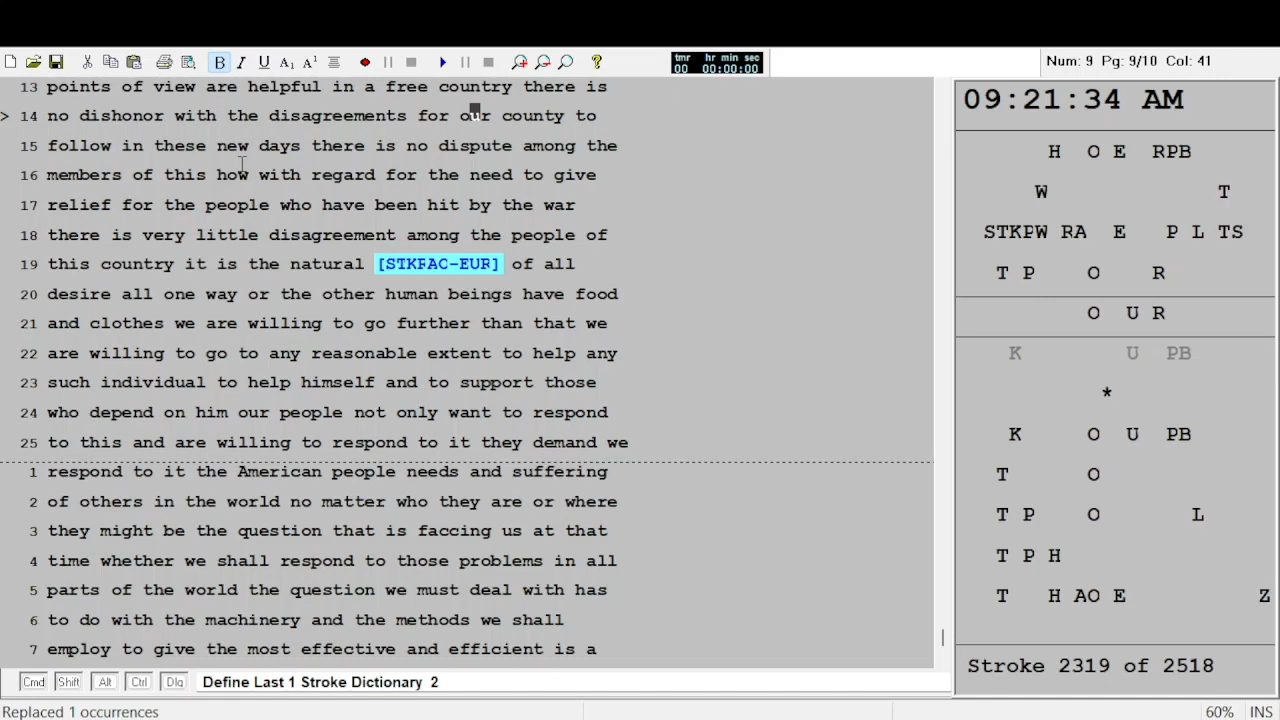 B I U A₁ A¹ ?
tmr hr min sec
00 00:00:00
Num: 9 Pg: 9/10 Col: 41
13 points of view are helpful in a free country there is
> 14 no dishonor with the disagreements for our county to
15 follow in these new days there is no dispute among the
16 members of this how with regard for the need to give
17 relief for the people who have been hit by the war
18 there is very little disagreement among the people of
19 this country it is the natural [STKRAC-EUR] of all
20 desire all one way or the other human beings have food
21 and clothes we are willing to go further than that we
22 are willing to go to any reasonable extent to help any
23 such individual to help himself and to support those
24 who depend on him our people not only want to respond
25 to this and are willing to respond to it they demand we
1 respond to it the American people needs and suffering
2 of others in the world no matter who they are or where
3 they might be the question that is faccing us at that
4 time whether we shall respond to those problems in all
5 parts of the world the question we must deal with has
6 to do with the machinery and the methods we shall
7 employ to give the most effective and efficient is a
09:21:34 AM
H O E RPB
W T
STKPW RA E P L TS
T P O R
O U R
K U PB
*
K O U PB
T O
T P O L
T P H
T H AO E Z
Stroke 2319 of 2518
Cmd Shift Alt Ctrl Dlg Define Last 1 Stroke Dictionary 2
Replaced 1 occurrences
60% INS